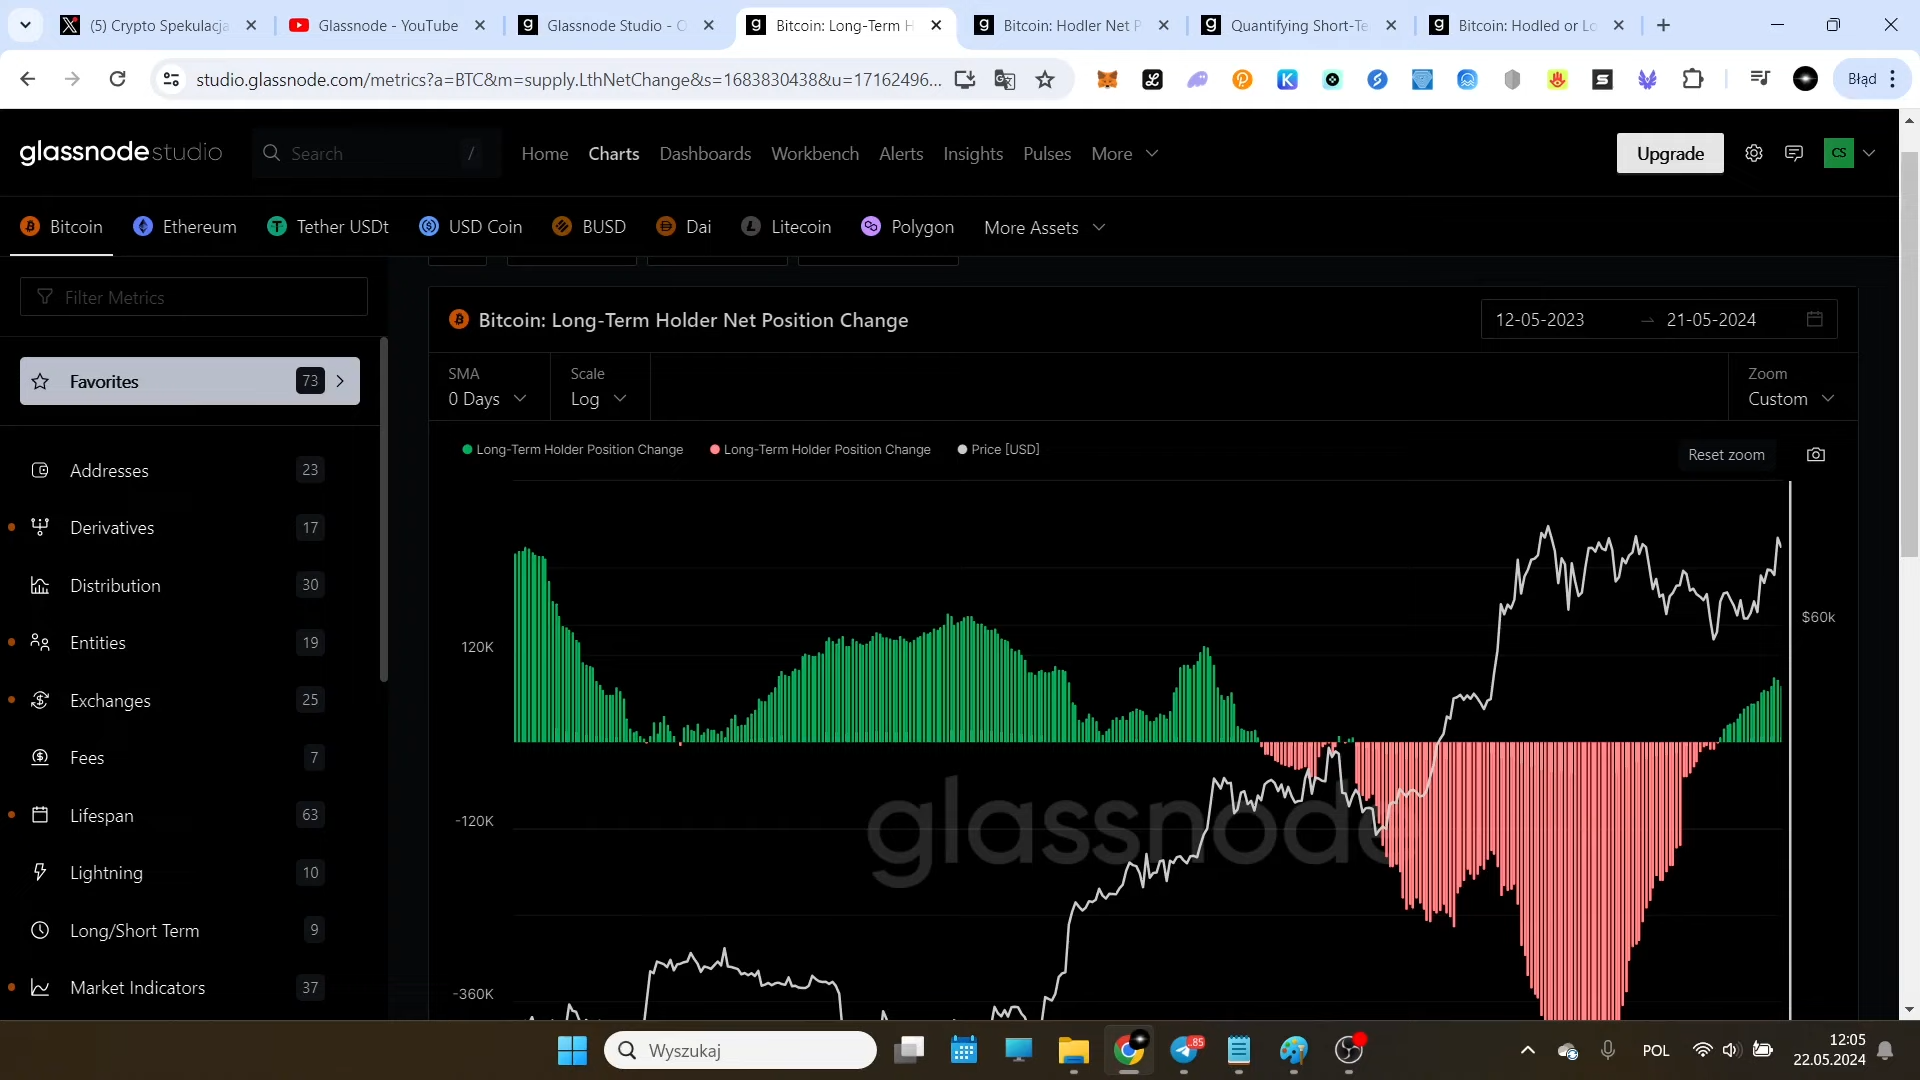 (5) Crypto Spekulacja
Glassnode - YouTube
Glassnode Studio - O
Bitcoin: Long-Term H
Bitcoin: Hodler Net P
Quantifying Short-Te
Bitcoin: Hodled or Lo
studio.glassnode.com/metrics?a=BTC&m=supply.LthNetChange&s=1683830438&u=17162496...
Błąd
glassnodestudio
Search /
Home Charts Dashboards Workbench Alerts Insights Pulses More
Upgrade
CS
Bitcoin Ethereum Tether USDt USD Coin BUSD Dai Litecoin Polygon More Assets
Filter Metrics
Favorites 73
Addresses 23
Derivatives 17
Distribution 30
Entities 19
Exchanges 25
Fees 7
Lifespan 63
Lightning 10
Long/Short Term 9
Market Indicators 37
Bitcoin: Long-Term Holder Net Position Change
12-05-2023 → 21-05-2024
SMA
0 Days
Scale
Log
Zoom
Custom
Long-Term Holder Position Change Long-Term Holder Position Change Price [USD]
Reset zoom
120K
$60k
-120K
-360K
glassnode
Wyszukaj
85
POL
12:05
22.05.2024